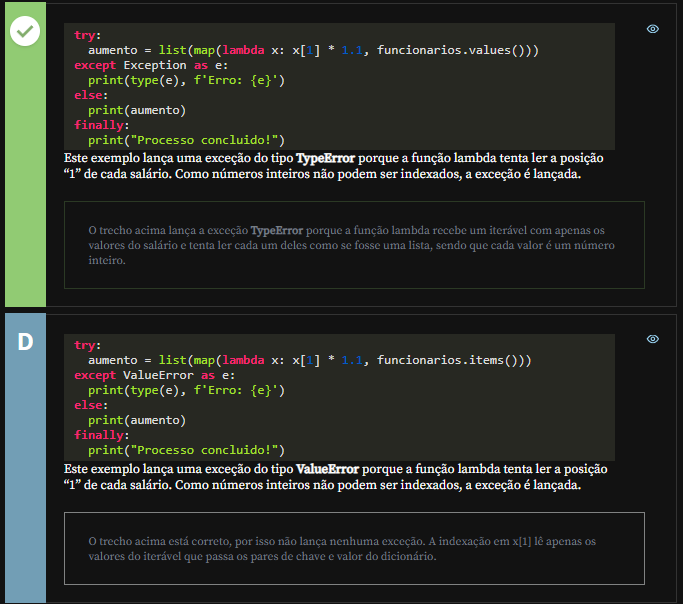 try:
  aumento = list(map(lambda x: x[1] * 1.1, funcionarios.values()))
except Exception as e:
  print(type(e), f'Erro: {e}')
else:
  print(aumento)
finally:
  print("Processo concluido!")
Este exemplo lança uma exceção do tipo TypeError porque a função lambda tenta ler a posição
“1” de cada salário. Como números inteiros não podem ser indexados, a exceção é lançada.
O trecho acima lança a exceção TypeError porque a função lambda recebe um iterável com apenas os
valores do salário e tenta ler cada um deles como se fosse uma lista, sendo que cada valor é um número
inteiro.
D
try:
  aumento = list(map(lambda x: x[1] * 1.1, funcionarios.items()))
except ValueError as e:
  print(type(e), f'Erro: {e}')
else:
  print(aumento)
finally:
  print("Processo concluido!")
Este exemplo lança uma exceção do tipo ValueError porque a função lambda tenta ler a posição
“1” de cada salário. Como números inteiros não podem ser indexados, a exceção é lançada.
O trecho acima está correto, por isso não lança nenhuma exceção. A indexação em x[1] lê apenas os
valores do iterável que passa os pares de chave e valor do dicionário.